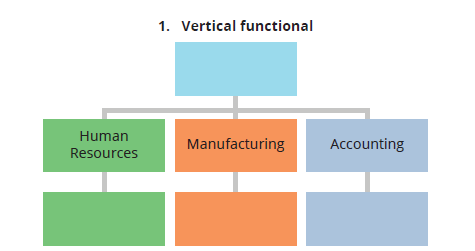 1. Vertical functional
Human
Resources
Manufacturing
Accounting